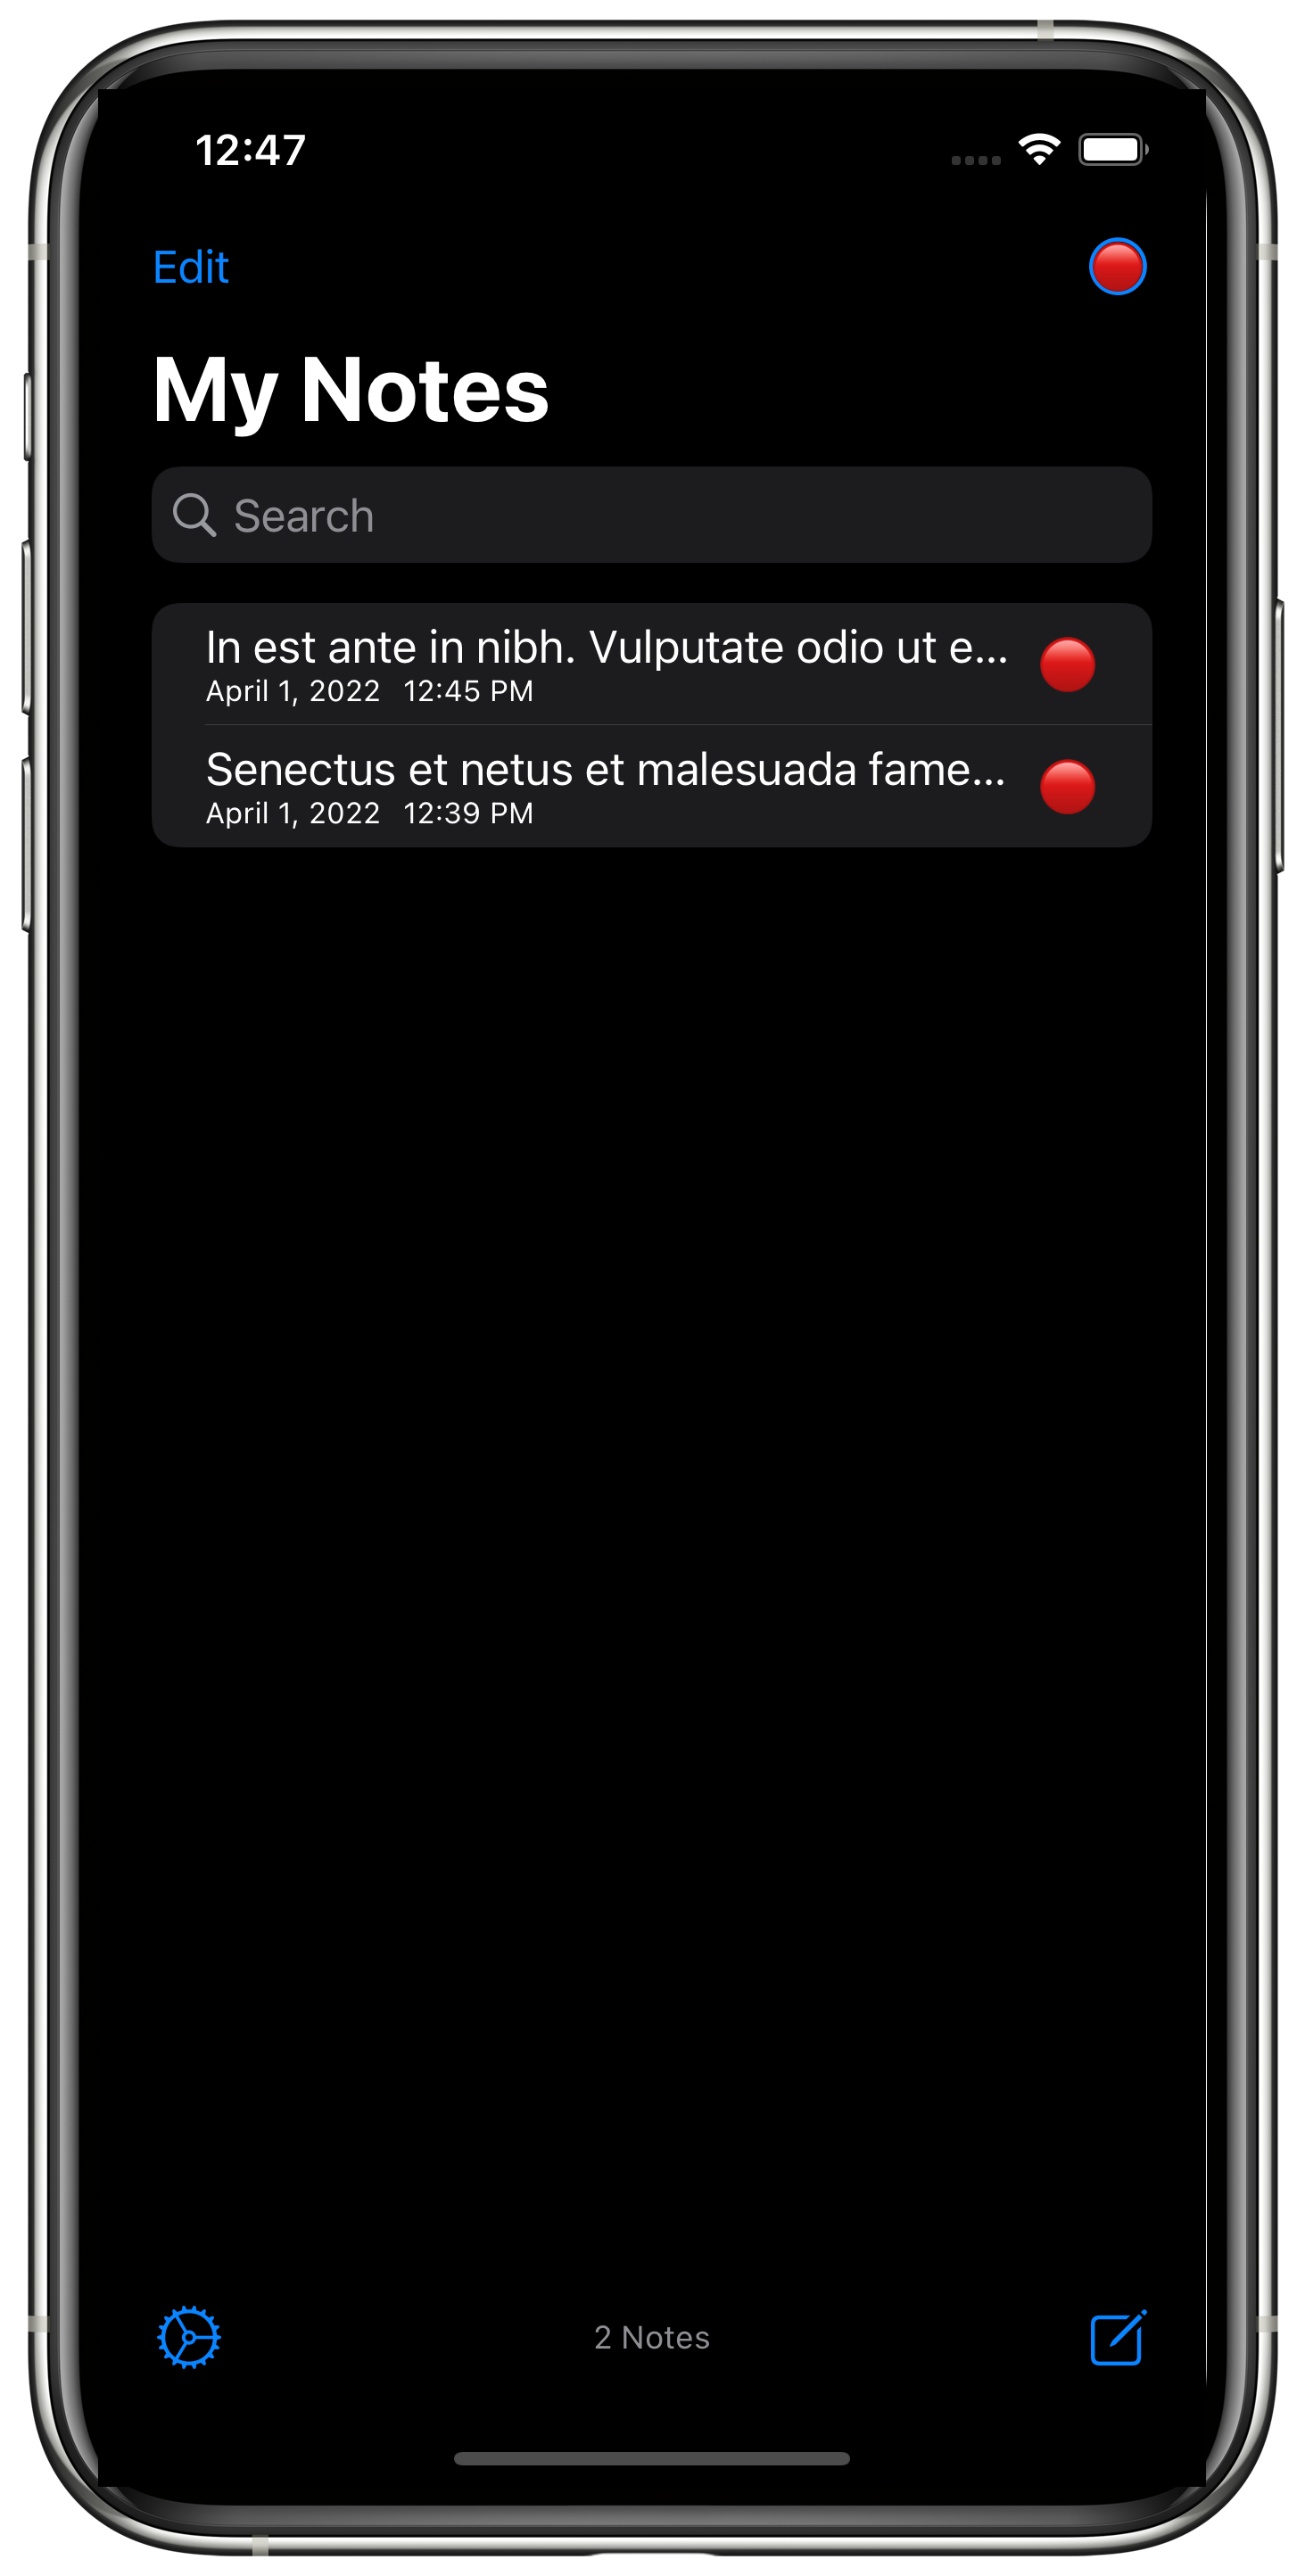 12:47
Edit
My Notes
Search
In est ante in nibh. Vulputate odio ut e...
April 1, 2022 12:45 PM
Senectus et netus et malesuada fame...
April 1, 2022 12:39 PM
2 Notes